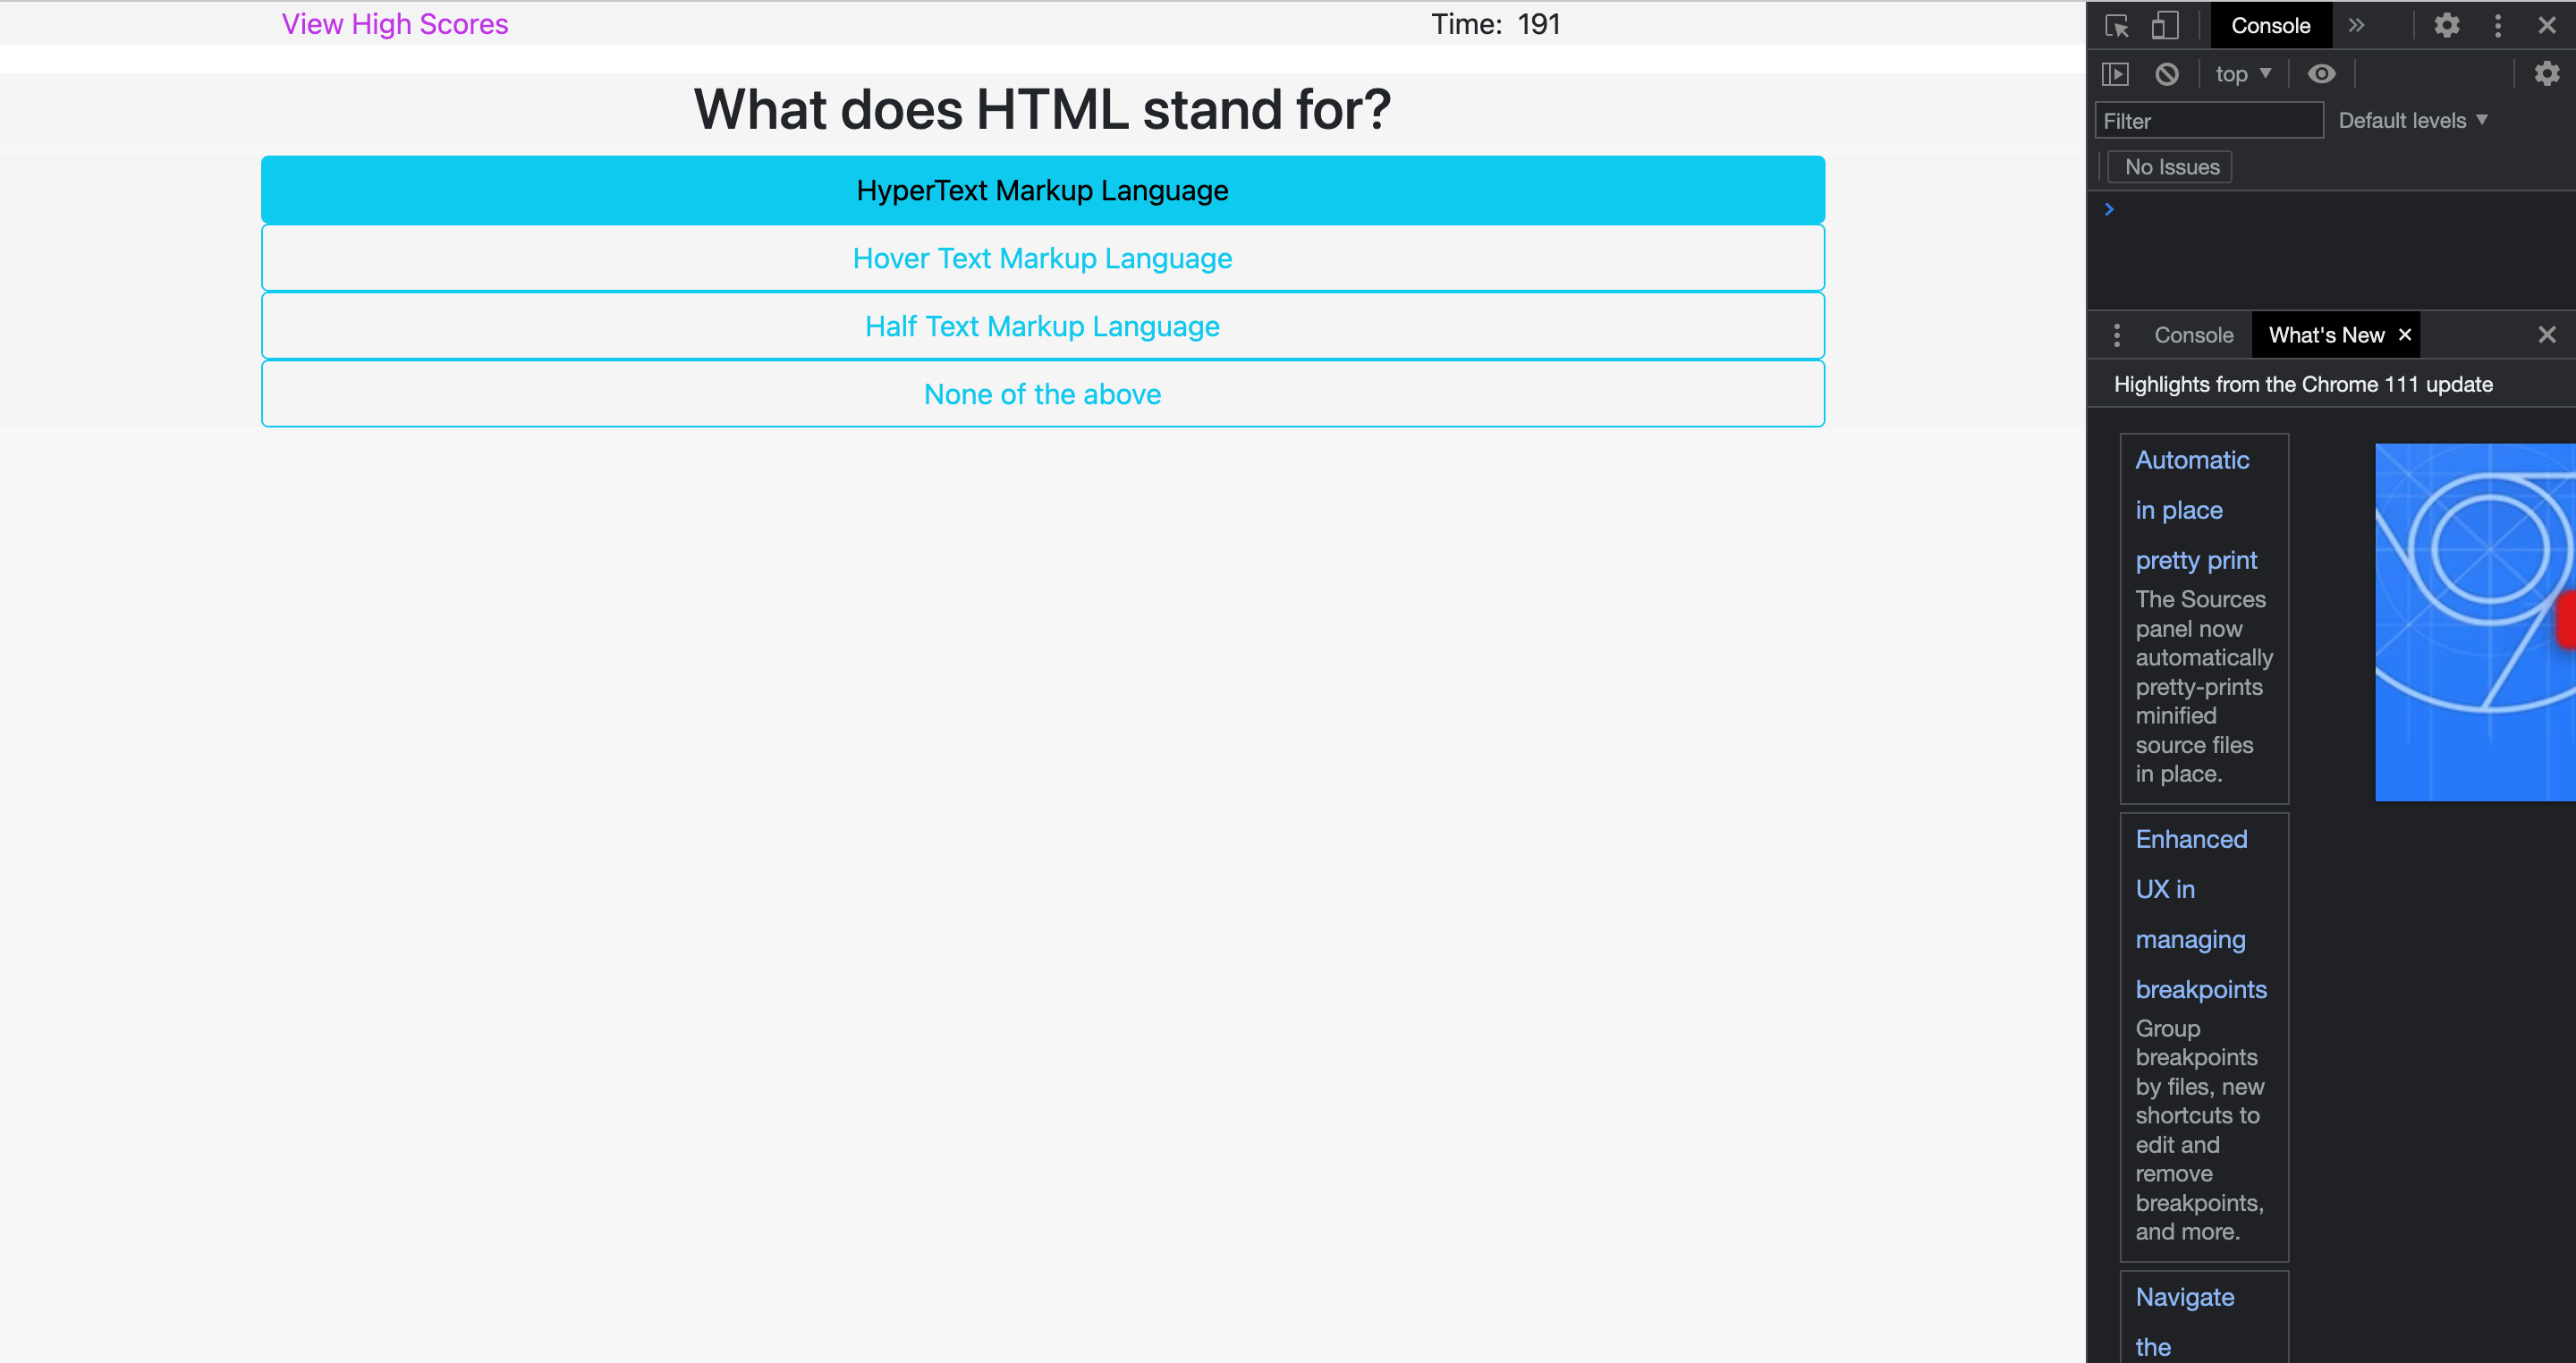 View High Scores
Time: 191
What does HTML stand for?
HyperText Markup Language
Hover Text Markup Language
Half Text Markup Language
None of the above
Console
top
Filter
Default levels
No Issues
Console
What's New
Highlights from the Chrome 111 update
Automatic
in place
pretty print
The Sources
panel now
automatically
pretty-prints
minified
source files
in place.
Enhanced
UX in
managing
breakpoints
Group
breakpoints
by files, new
shortcuts to
edit and
remove
breakpoints,
and more.
Navigate
the